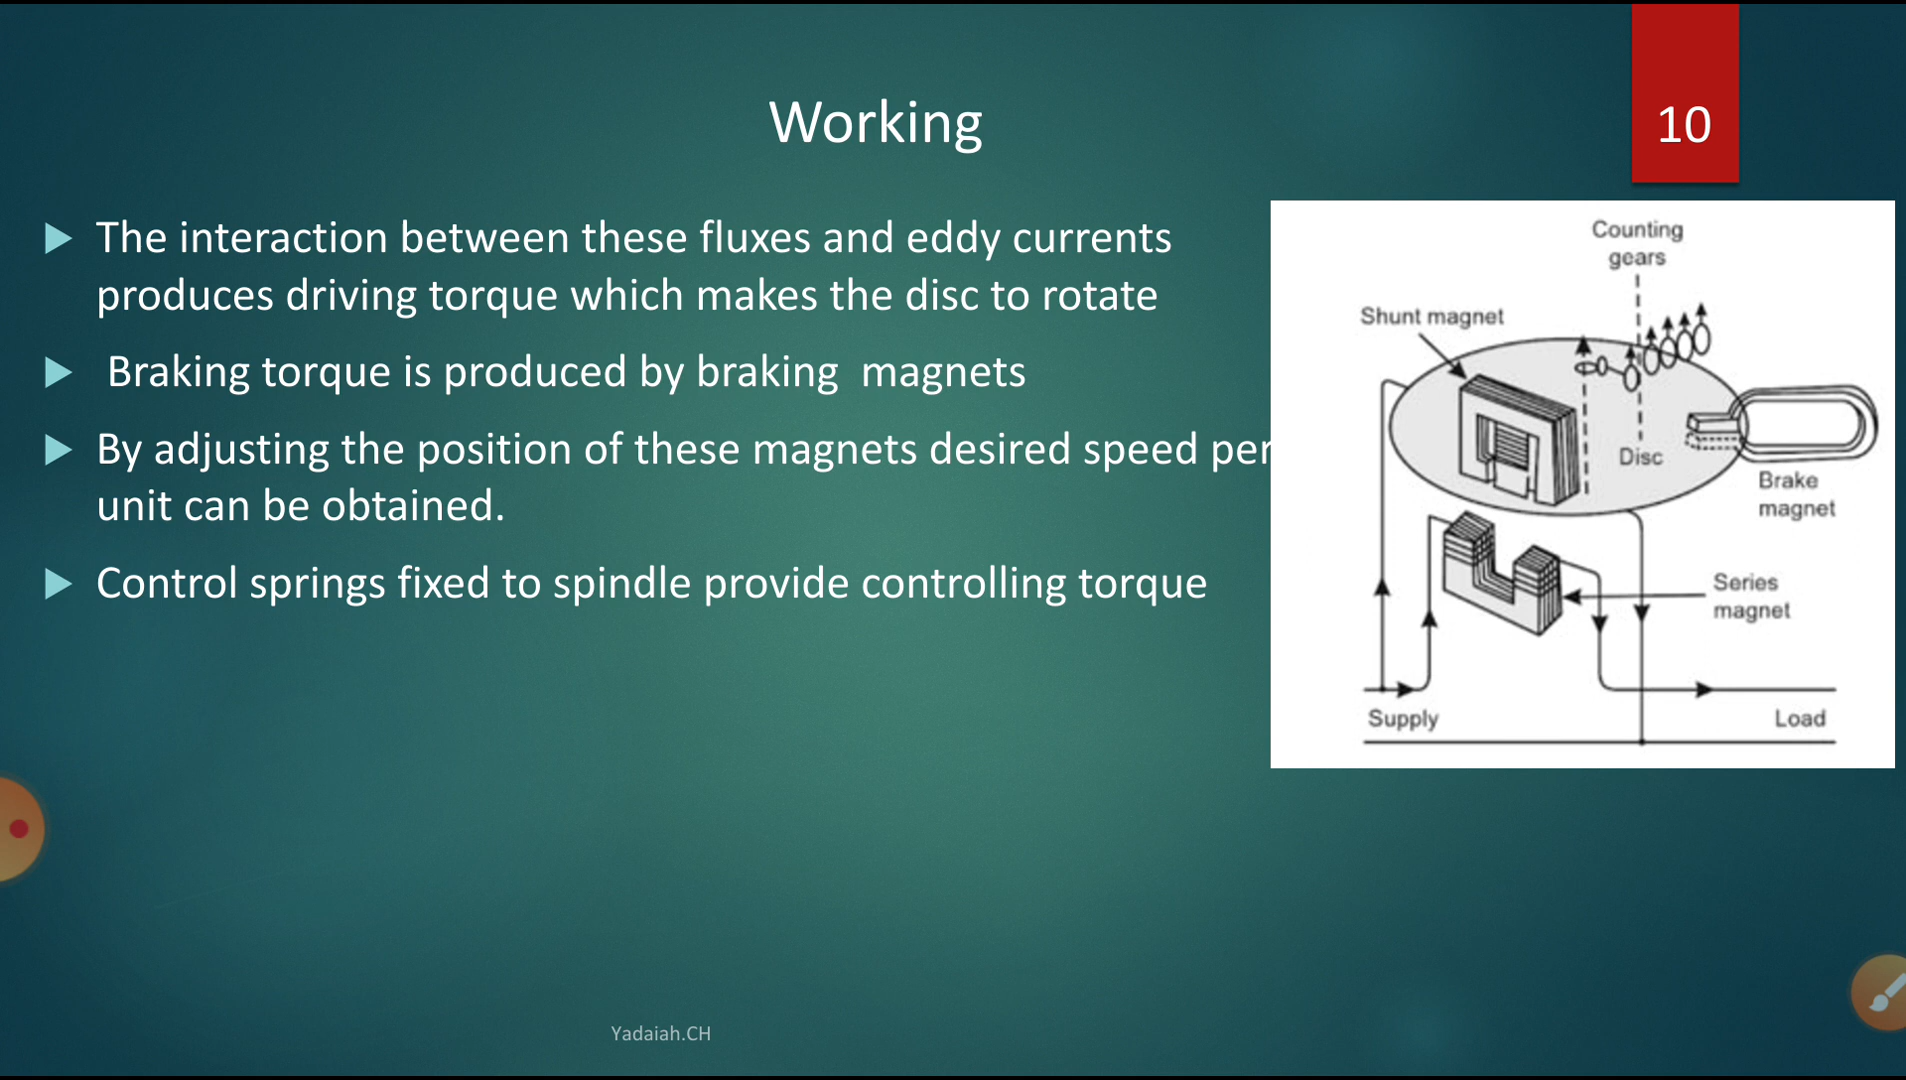 Working
10
The interaction between these fluxes and eddy currents
produces driving torque which makes the disc to rotate
Braking torque is produced by braking magnets
By adjusting the position of these magnets desired speed per
unit can be obtained.
Control springs fixed to spindle provide controlling torque
Counting
gears
Shunt magnet
Disc
Brake
magnet
Series
magnet
Supply
Load
Yadaiah.CH